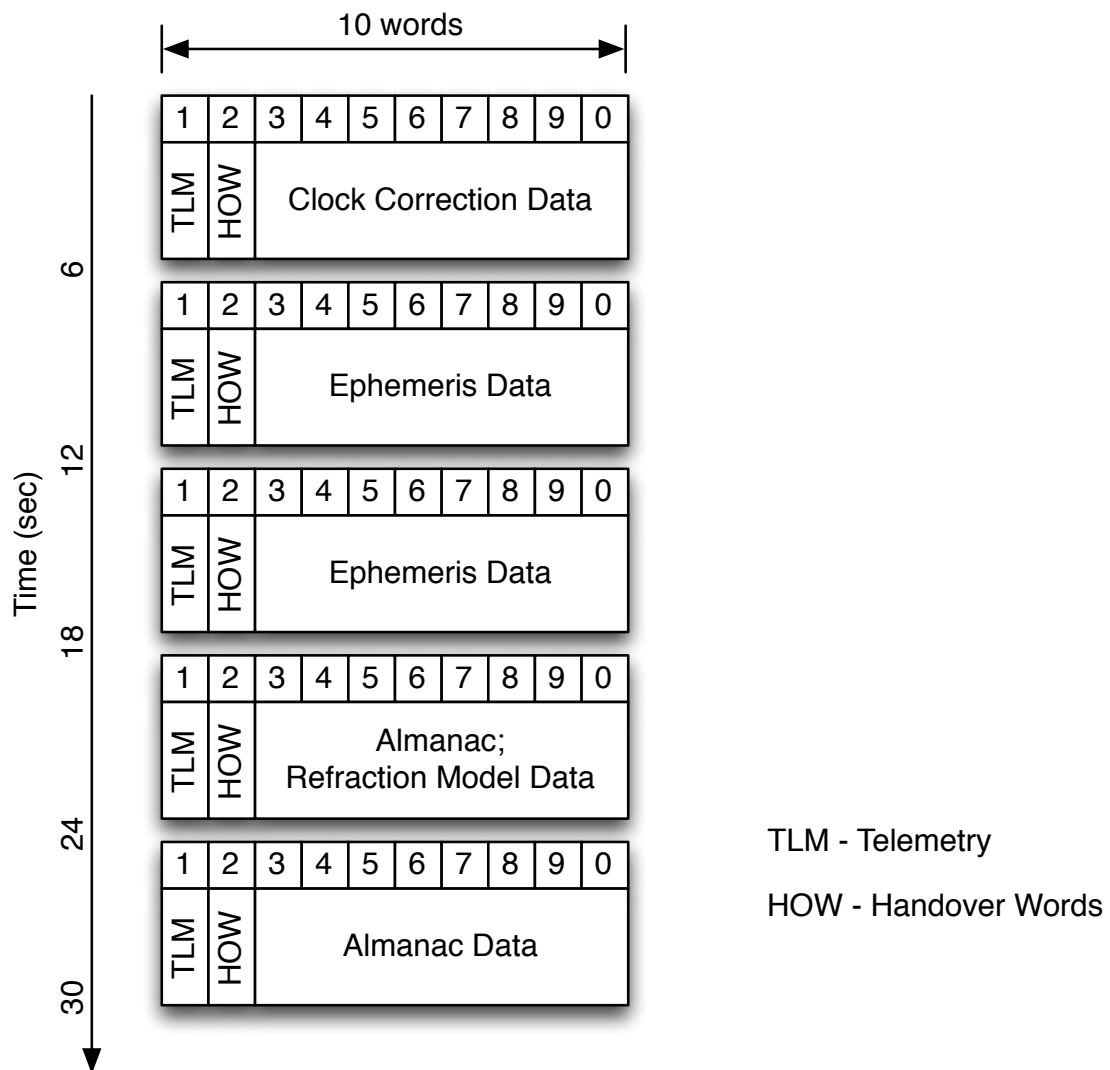 10 words
1 2 3 4 5 6 7 8 9 0
TLM HOW Clock Correction Data
6
1 2 3 4 5 6 7 8 9 0
TLM HOW Ephemeris Data
12
1 2 3 4 5 6 7 8 9 0
TLM HOW Ephemeris Data
Time (sec)
18
1 2 3 4 5 6 7 8 9 0
TLM HOW Almanac;
Refraction Model Data
24
1 2 3 4 5 6 7 8 9 0
TLM HOW Almanac Data
30
TLM - Telemetry
HOW - Handover Words